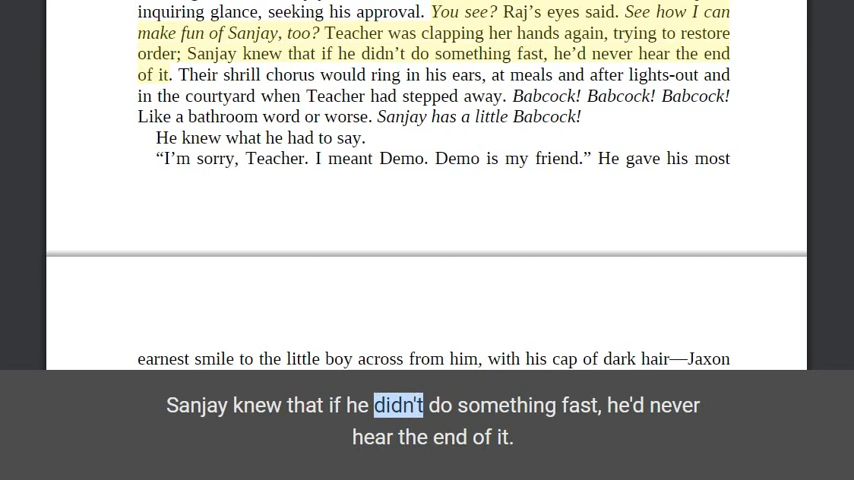 inquiring glance, seeking his approval. You see? Raj’s eyes said. See how I can
make fun of Sanjay, too? Teacher was clapping her hands again, trying to restore
order; Sanjay knew that if he didn’t do something fast, he’d never hear the end
of it. Their shrill chorus would ring in his ears, at meals and after lights-out and
in the courtyard when Teacher had stepped away. Babcock! Babcock! Babcock!
Like a bathroom word or worse. Sanjay has a little Babcock!
He knew what he had to say.
“I’m sorry, Teacher. I meant Demo. Demo is my friend.” He gave his most
earnest smile to the little boy across from him, with his cap of dark hair—Jaxon
Sanjay knew that if he didn't do something fast, he'd never
hear the end of it.